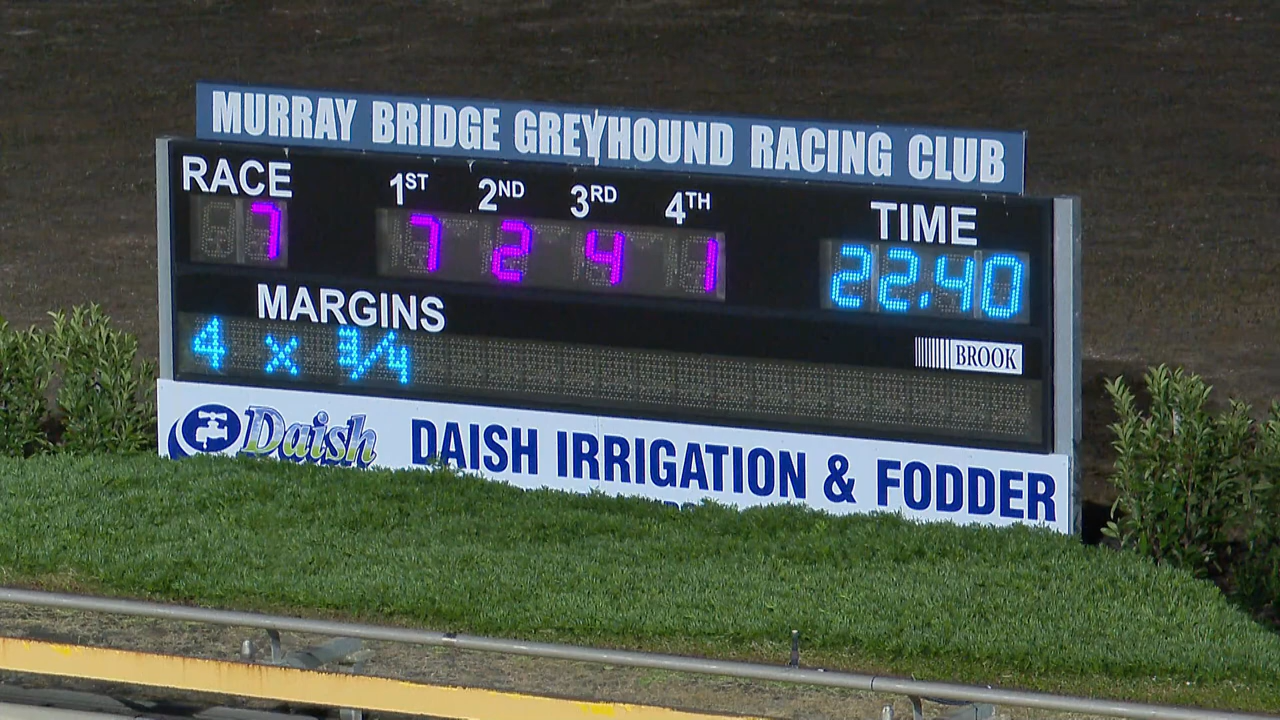 MURRAY BRIDGE GREYHOUND RACING CLUB
RACE 1ST 2ND 3RD 4TH TIME
7 7 2 4 1 22.40
MARGINS
4 x 3/4
BROOK
Daish DAISH IRRIGATION & FODDER